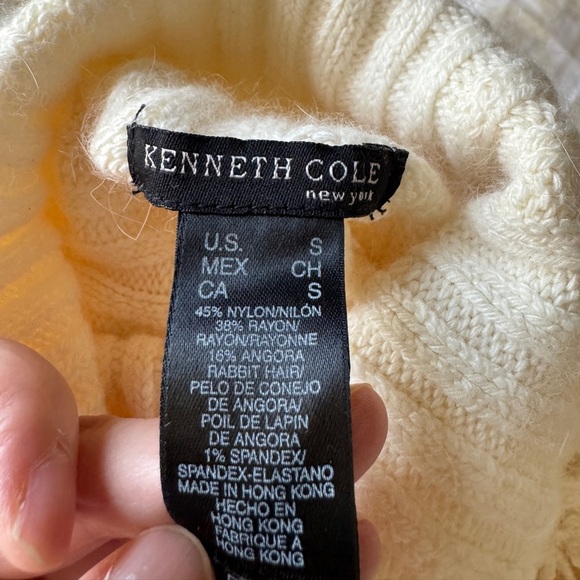 KENNETH COLE
new york
U.S. S
MEX CH
CA S
45% NYLON/NILÓN
38% RAYON/
RAYON/RAYONNE
16% ANGORA
RABBIT HAIR/
PELO DE CONEJO
DE ANGORA/
POIL DE LAPIN
DE ANGORA/
1% SPANDEX/
SPANDEX-ELASTANO
MADE IN HONG KONG
HECHO EN
HONG KONG
FABRIQUE A
HONG KONG